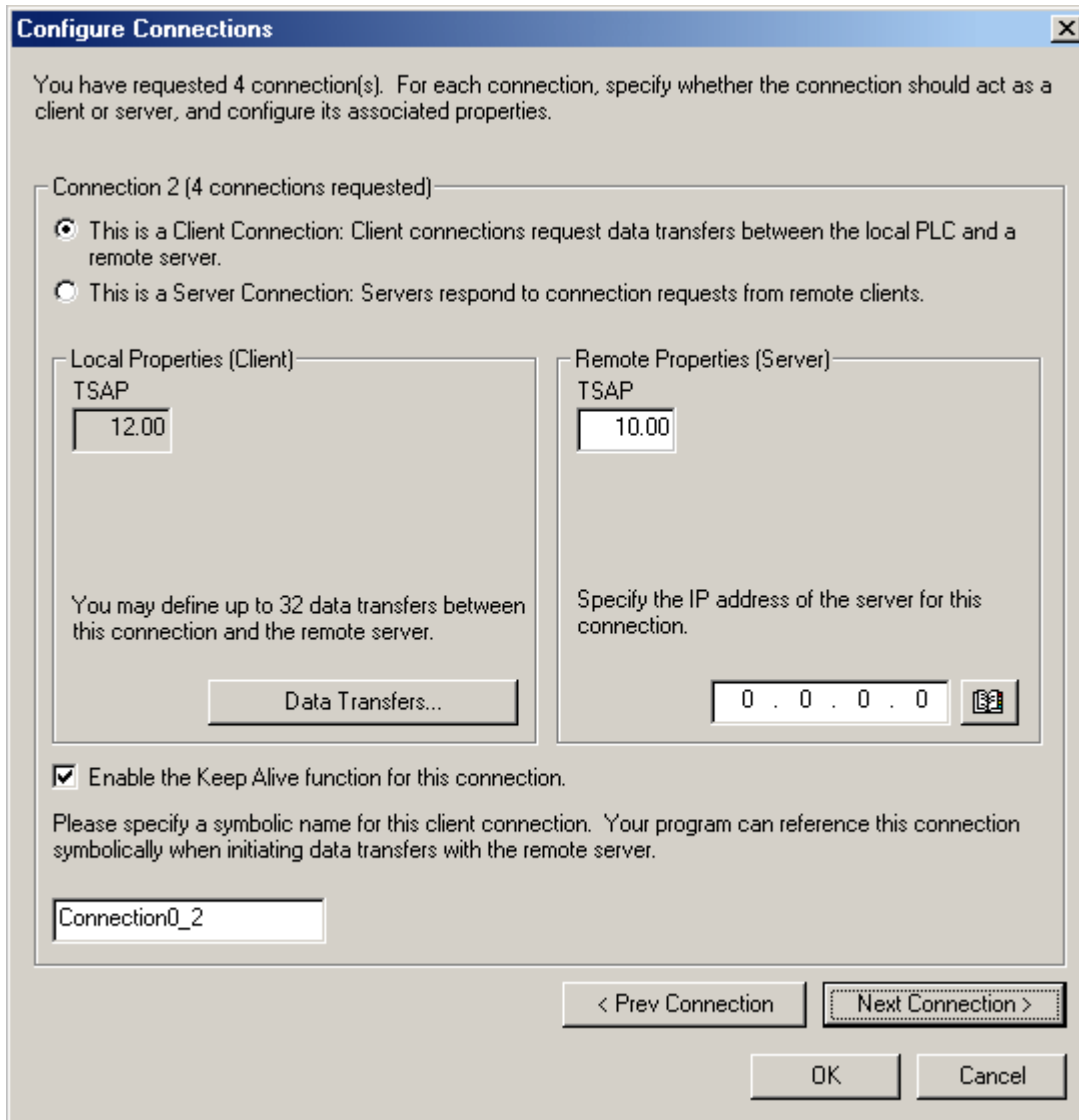 Configure Connections
You have requested 4 connection(s). For each connection, specify whether the connection should act as a
client or server, and configure its associated properties.
Connection 2 (4 connections requested)
This is a Client Connection: Client connections request data transfers between the local PLC and a
remote server.
This is a Server Connection: Servers respond to connection requests from remote clients.
Local Properties (Client)
TSAP
12.00
You may define up to 32 data transfers between
this connection and the remote server.
Data Transfers...
Remote Properties (Server)
TSAP
10.00
Specify the IP address of the server for this
connection.
0 . 0 . 0 . 0
Enable the Keep Alive function for this connection.
Please specify a symbolic name for this client connection. Your program can reference this connection
symbolically when initiating data transfers with the remote server.
Connection0_2
< Prev Connection
Next Connection >
OK
Cancel